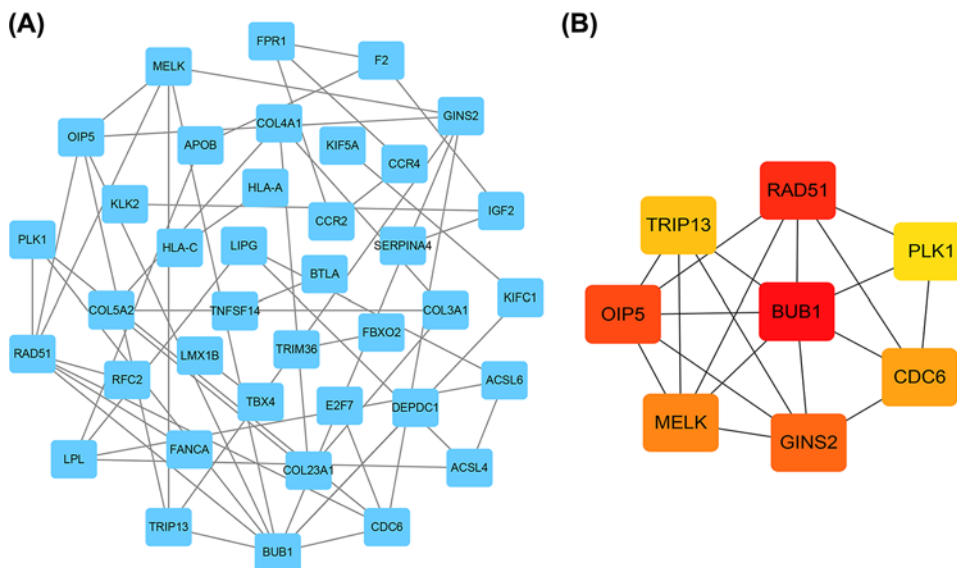 (A)
(B)
FPR1
F2
MELK
GINS2
COL4A1
OIP5
APOB
KIF5A
CCR4
HLA-A
KLK2
CCR2
IGF2
PLK1
HLA-C
LIPG
SERPINA4
BTLA
KIFC1
COL5A2
TNFSF14
COL3A1
FBXO2
RAD51
LMX1B
TRIM36
RFC2
ACSL6
TBX4
E2F7
DEPDC1
LPL
FANCA
COL23A1
ACSL4
TRIP13
BUB1
CDC6
RAD51
TRIP13
PLK1
OIP5
BUB1
CDC6
MELK
GINS2